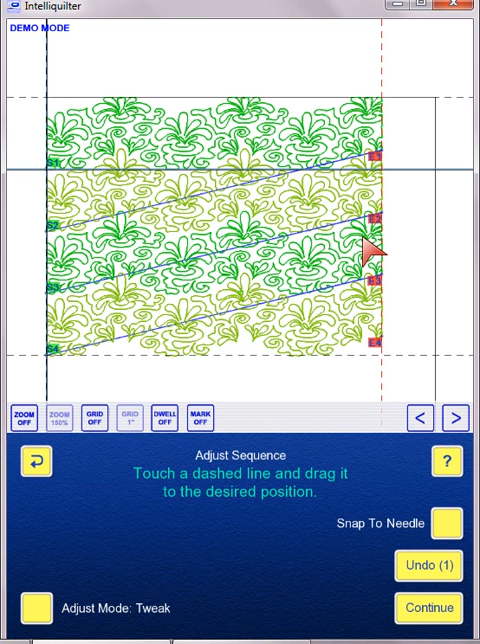 Intelliquilter
DEMO MODE
S1
E1
S2
E2
S3
E3
S4
E4
ZOOM OFF
ZOOM 150%
GRID OFF
GRID 1"
DWELL OFF
MARK OFF
<
>
Adjust Sequence
?
Touch a dashed line and drag it
to the desired position.
Snap To Needle
Undo (1)
Adjust Mode: Tweak
Continue